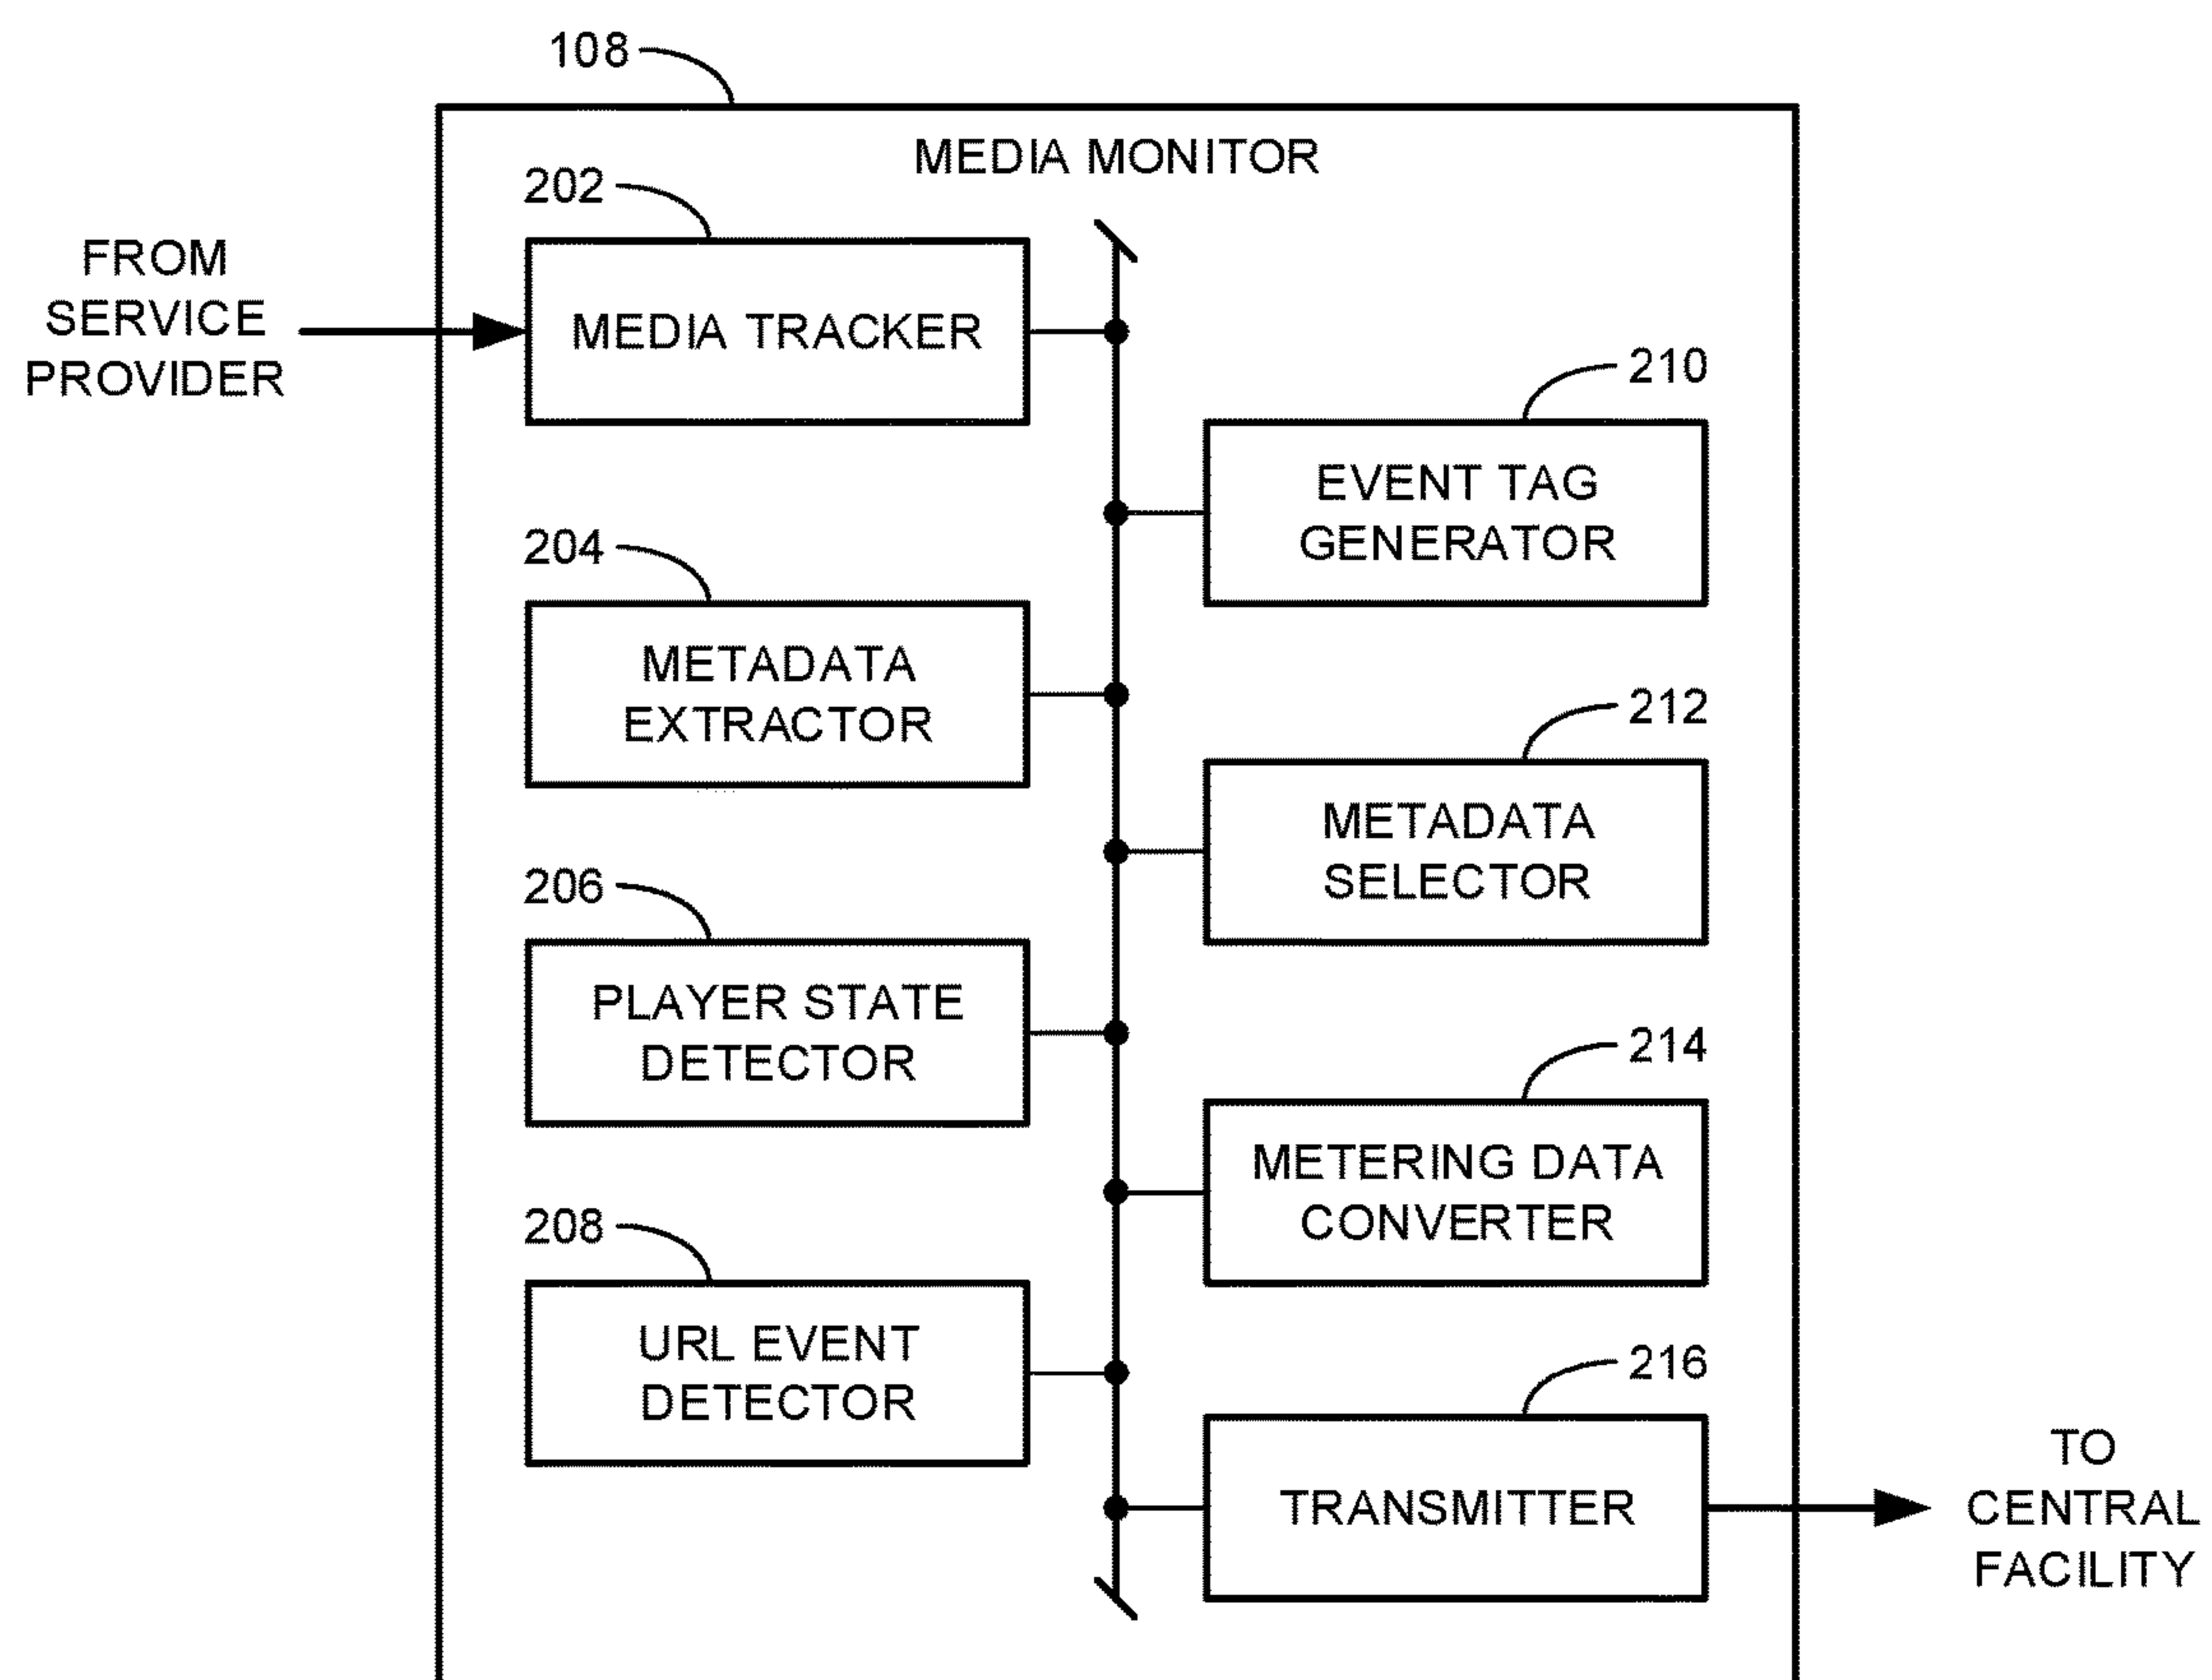 108
MEDIA MONITOR
202
FROM
SERVICE
PROVIDER
MEDIA TRACKER
210
EVENT TAG
GENERATOR
204
METADATA
EXTRACTOR
212
METADATA
SELECTOR
206
PLAYER STATE
DETECTOR
214
METERING DATA
CONVERTER
208
URL EVENT
DETECTOR
216
TRANSMITTER
TO
CENTRAL
FACILITY